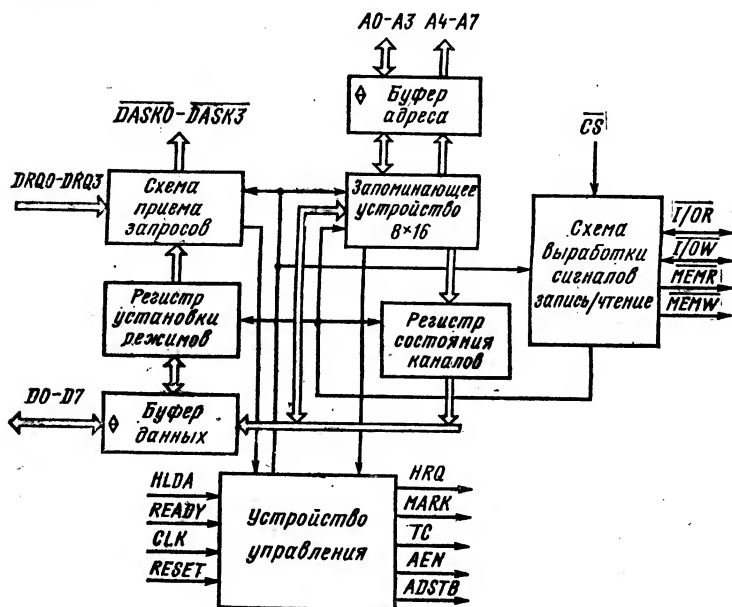 A0-A3 A4-A7
Буфер
адреса
DASK0-DASK3
CS
DRQ0-DRQ3
Схема
приема
запросов
Запоминающее
устройство
8*16
Схема
выработки
сигналов
запись/чтение
I/OR
I/OW
MEMR
MEMW
Регистр
установки
режимов
Регистр
состояния
каналов
D0-D7
Буфер
данных
HLDA
READY
CLK
RESET
Устройство
управления
HRQ
MARK
TC
AEN
ADSTB